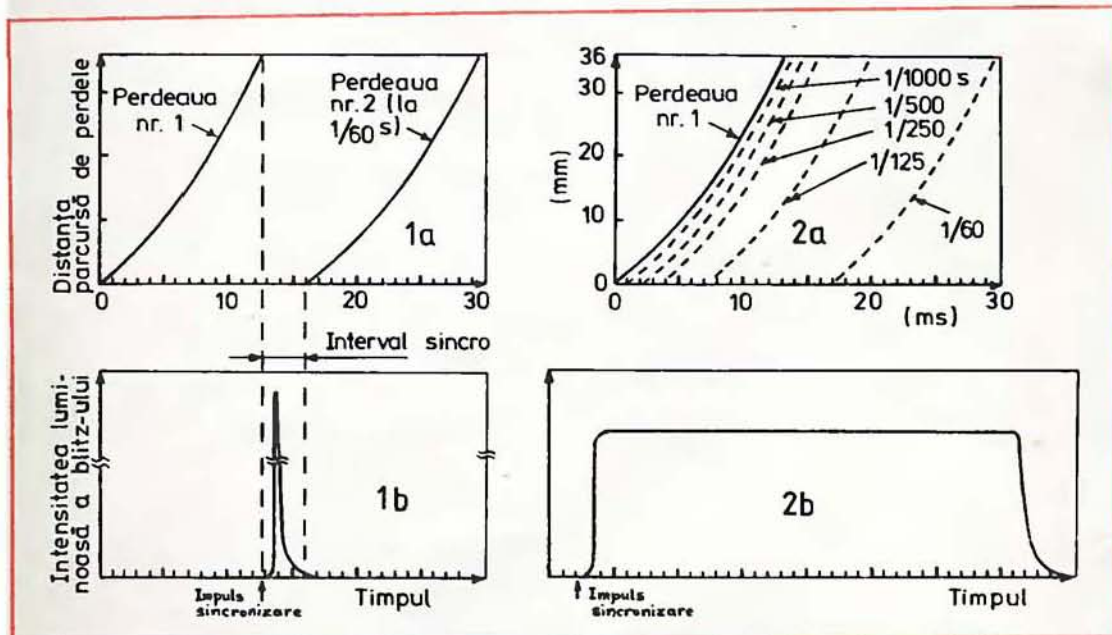 Distanța
parcursă de perdele
Perdeaua
nr. 1
Perdeaua
nr. 2 (la
1/60 s)
1a
0
10
20
30
Interval sincro
36
30
20
10
0
(mm)
Perdeaua
nr. 1
1/1000 s
1/500
1/250
1/125
1/60
2a
0
10
20
30
(ms)
Intensitatea lumi-
noasă a blitz-ului
1b
Impuls
sincronizare
Timpul
2b
Impuls
sincronizare
Timpul